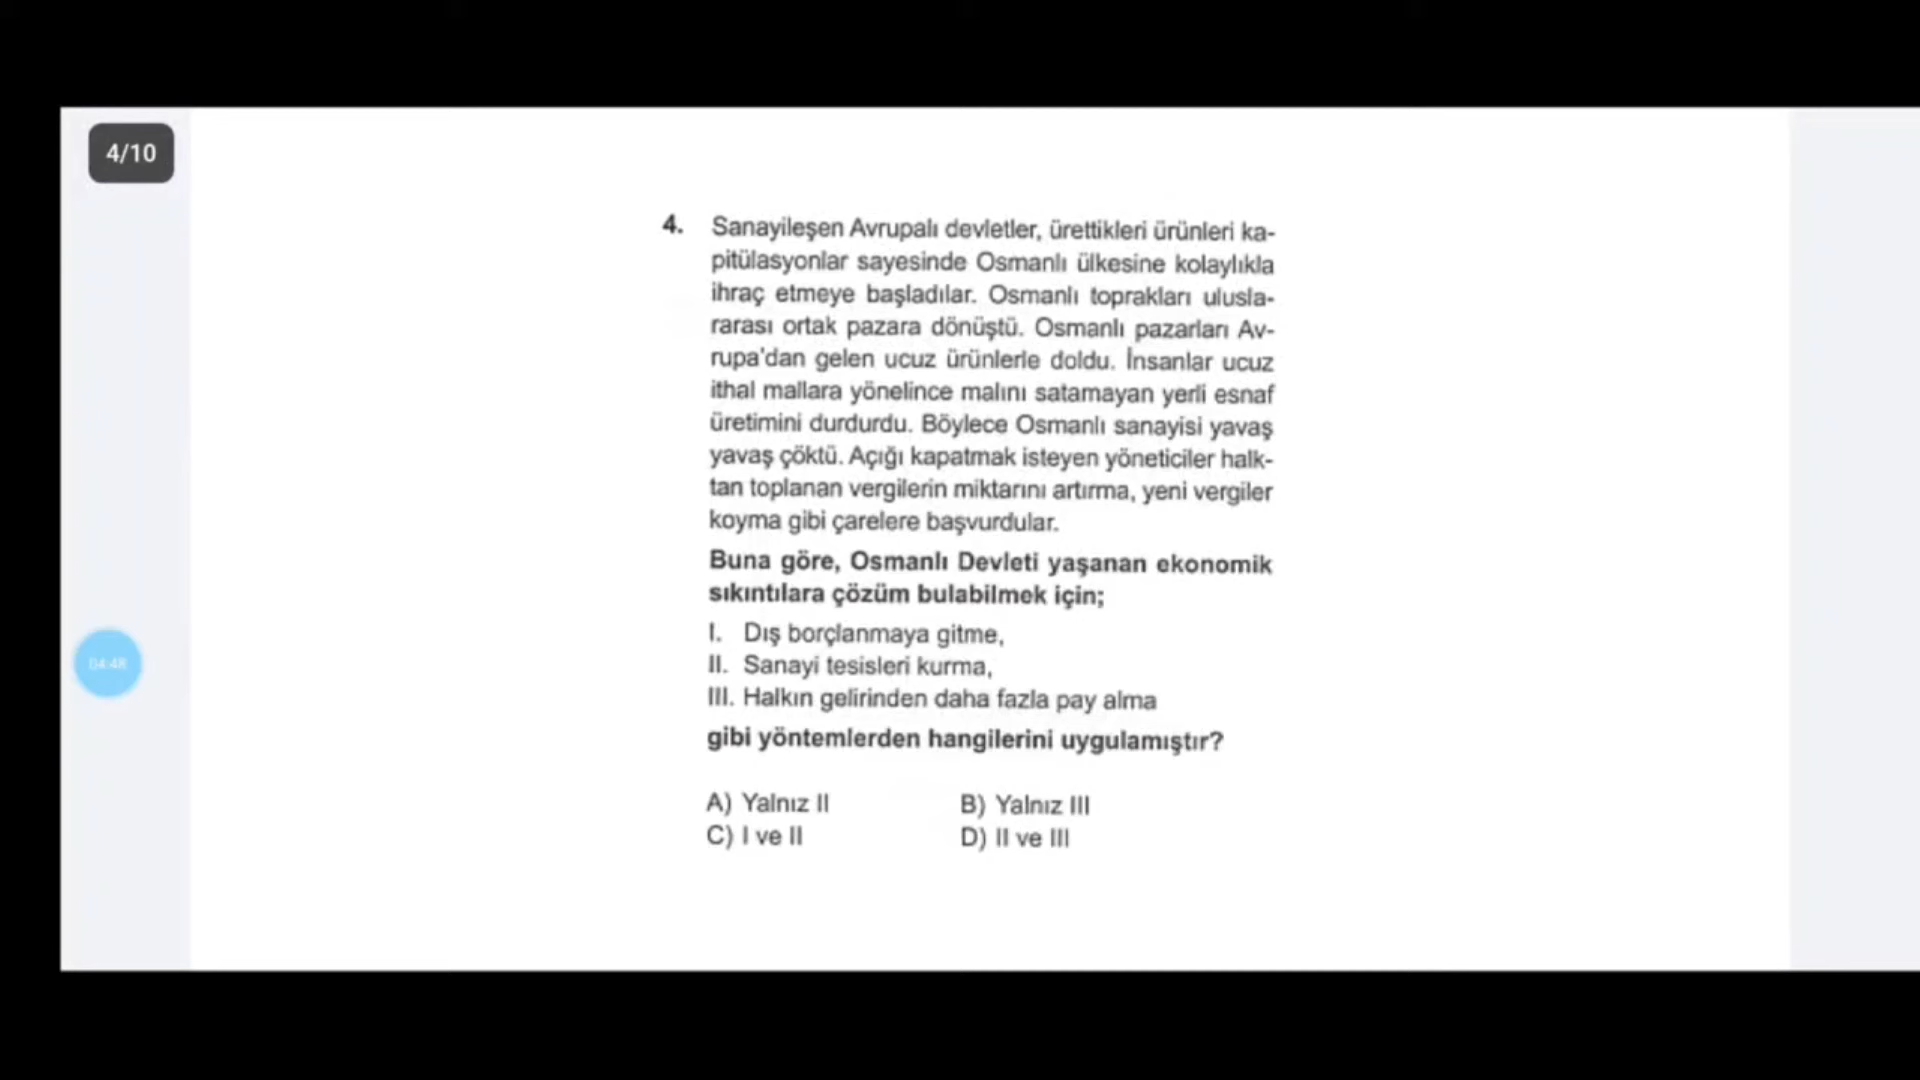 4/10
4. Sanayileşen Avrupalı devletler, ürettikleri ürünleri ka-
pitülasyonlar sayesinde Osmanlı ülkesine kolaylıkla
ihraç etmeye başladılar. Osmanlı toprakları ulusla-
rarası ortak pazara dönüştü. Osmanlı pazarları Av-
rupa'dan gelen ucuz ürünlerle doldu. İnsanlar ucuz
ithal mallara yönelince malını satamayan yerli esnaf
üretimini durdurdu. Böylece Osmanlı sanayisi yavaş
yavaş çöktü. Açığı kapatmak isteyen yöneticiler halk-
tan toplanan vergilerin miktarını artırma, yeni vergiler
koyma gibi çarelere başvurdular.
Buna göre, Osmanlı Devleti yaşanan ekonomik
sıkıntılara çözüm bulabilmek için;
I. Dış borçlanmaya gitme,
II. Sanayi tesisleri kurma,
04:48
III. Halkın gelirinden daha fazla pay alma
gibi yöntemlerden hangilerini uygulamıştır?
A) Yalnız II B) Yalnız III
C) I ve II D) II ve III